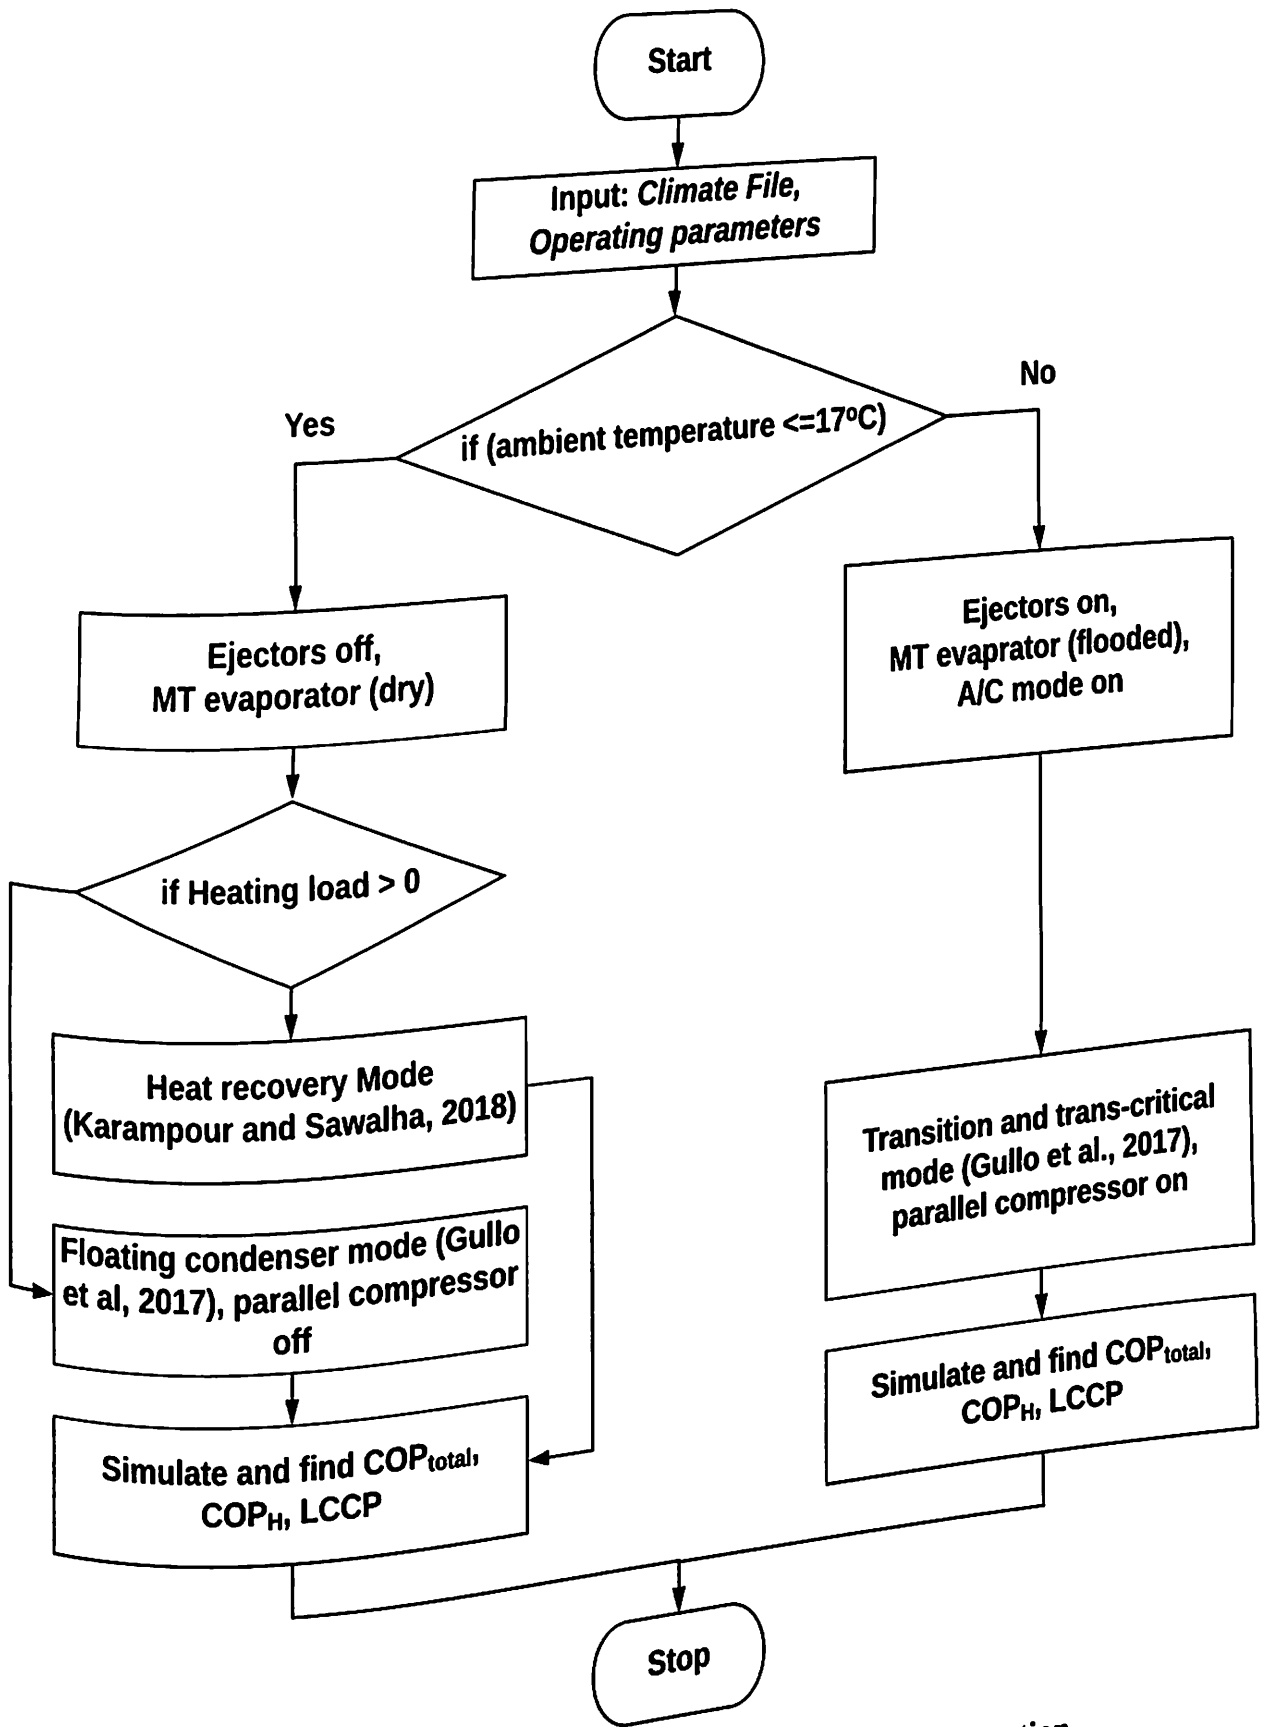 Start
Input: Climate File,
Operating parameters
if (ambient temperature <=17ºC)
Yes
No
Ejectors off,
MT evaporator (dry)
Ejectors on,
MT evaprator (flooded),
A/C mode on
if Heating load > 0
Heat recovery Mode
(Karampour and Sawalha, 2018)
Floating condenser mode (Gullo
et al, 2017), parallel compressor
off
Transition and trans-critical
mode (Gullo et al., 2017),
parallel compressor on
Simulate and find COPtotal,
COPH, LCCP
Simulate and find COPtotal,
COPH, LCCP
Stop